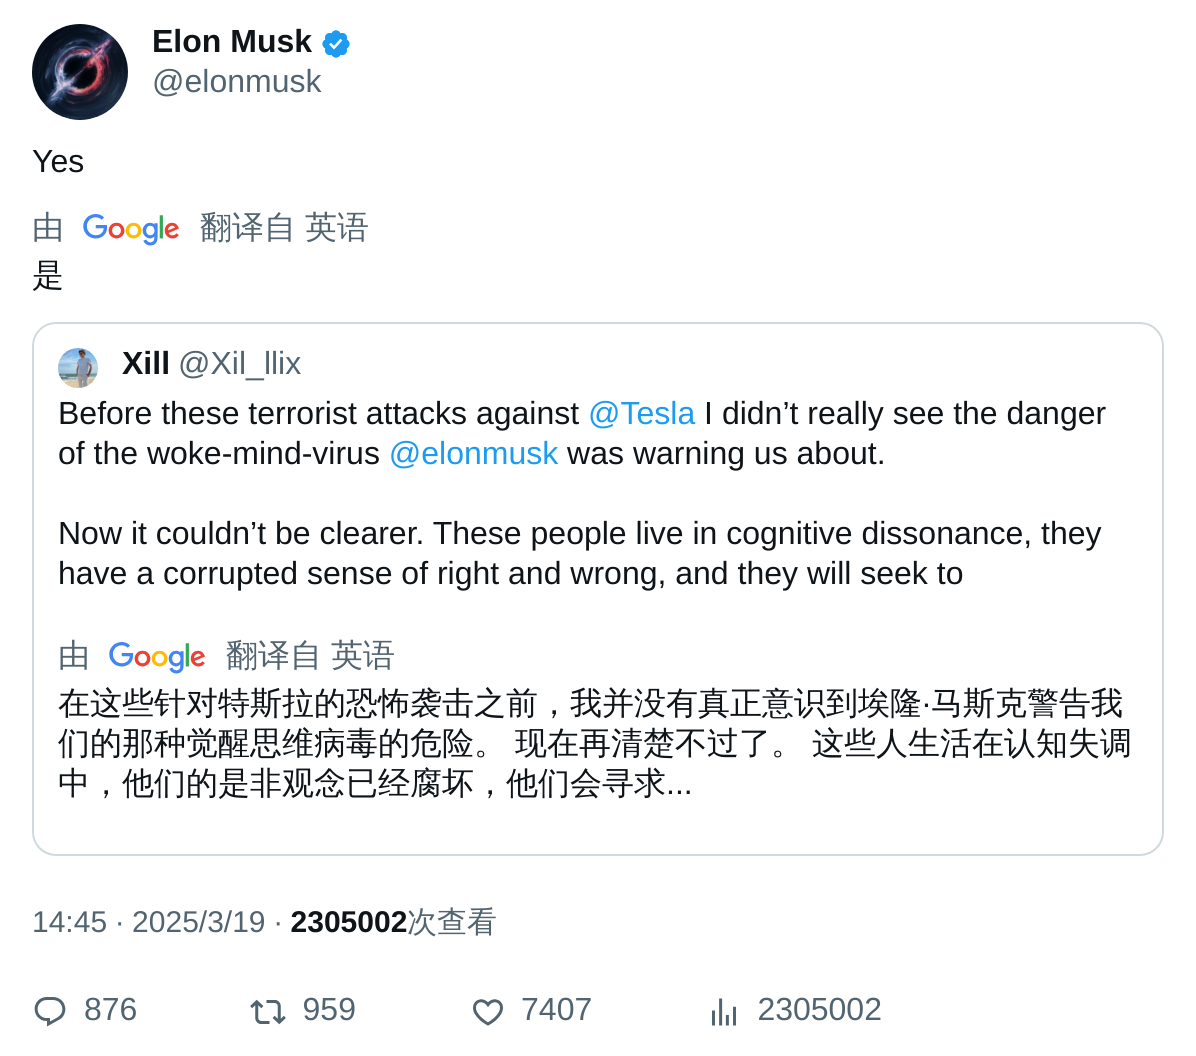 Elon Musk
@elonmusk
Yes
由 Google 翻译自 英语
是
Xill @Xil_llix
Before these terrorist attacks against @Tesla I didn’t really see the danger
of the woke-mind-virus @elonmusk was warning us about.
Now it couldn’t be clearer. These people live in cognitive dissonance, they
have a corrupted sense of right and wrong, and they will seek to
由 Google 翻译自 英语
在这些针对特斯拉的恐怖袭击之前，我并没有真正意识到埃隆·马斯克警告我
们的那种觉醒思维病毒的危险。 现在再清楚不过了。 这些人生活在认知失调
中，他们的是非观念已经腐坏，他们会寻求...
14:45 · 2025/3/19 · 2305002次查看
876 959 7407 2305002